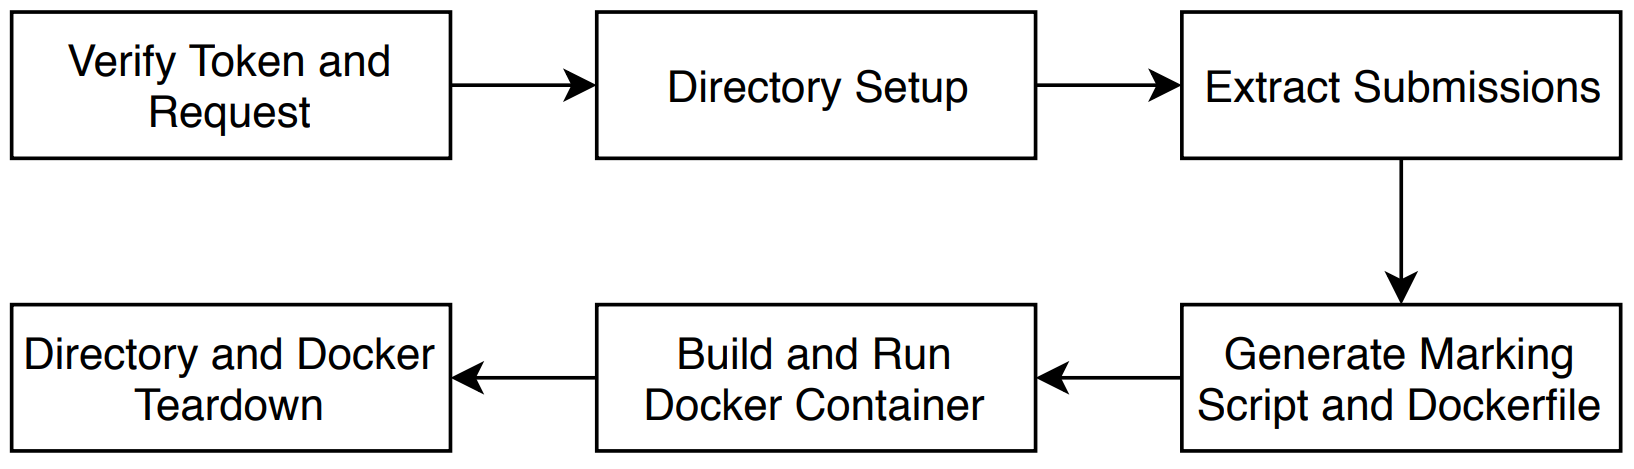 Verify Token and
Request
Directory Setup
Extract Submissions
Generate Marking
Script and Dockerfile
Build and Run
Docker Container
Directory and Docker
Teardown